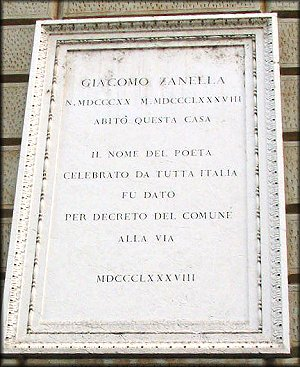 GIACOMO ZANELLA
N. MDCCCXX M. MDCCCLXXXVIII
ABITÒ QUESTA CASA
IL NOME DEL POETA
CELEBRATO DA TUTTA ITALIA
FU DATO
PER DECRETO DEL COMUNE
ALLA VIA
MDCCCLXXXVIII